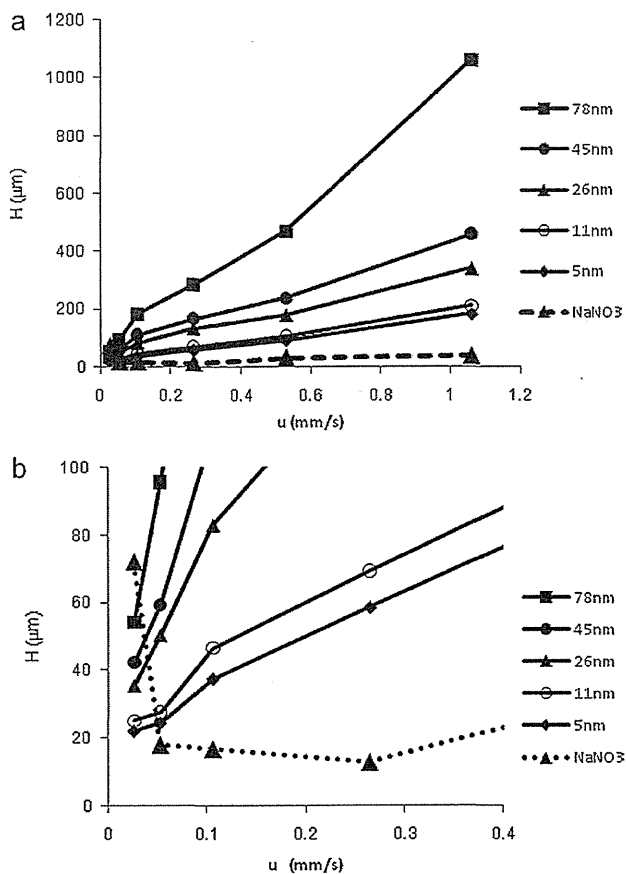 a
1200
1000
800
600
400
200
0
H (µm)
0 0.2 0.4 0.6 0.8 1 1.2
u (mm/s)
78nm
45nm
26nm
11nm
5nm
NaNO3
b
100
80
60
40
20
0
H (µm)
0 0.1 0.2 0.3 0.4
u (mm/s)
78nm
45nm
26nm
11nm
5nm
NaNO3